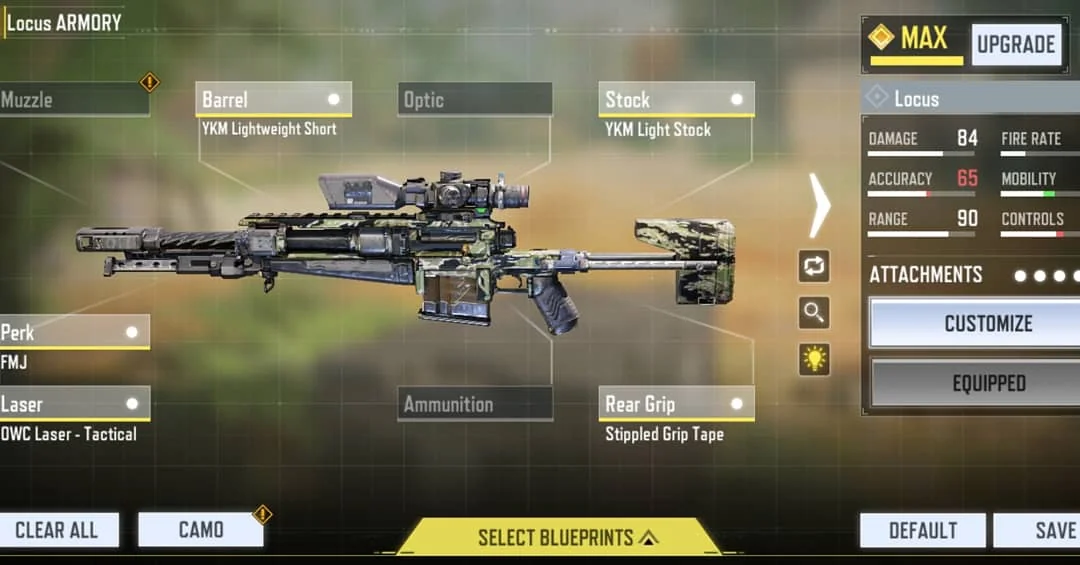 Locus ARMORY
MAX
UPGRADE
Muzzle
Barrel
YKM Lightweight Short
Optic
Stock
YKM Light Stock
Locus
DAMAGE 84 FIRE RATE
ACCURACY 65 MOBILITY
RANGE 90 CONTROLS
ATTACHMENTS
CUSTOMIZE
EQUIPPED
Perk
FMJ
Laser
OWC Laser - Tactical
Ammunition
Rear Grip
Stippled Grip Tape
CLEAR ALL
CAMO
SELECT BLUEPRINTS
DEFAULT
SAVE